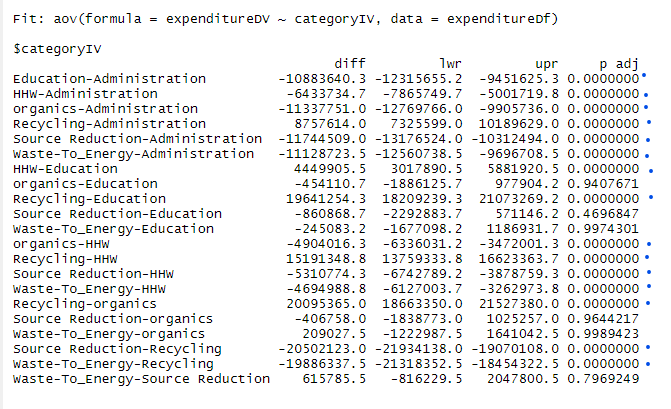 Fit: aov(formula = expenditureDV ~ categoryIV, data = expenditureDf)
$categoryIV
diff lwr upr p adj
Education-Administration -10883640.3 -12315655.2 -9451625.3 0.0000000
HHW-Administration -6433734.7 -7865749.7 -5001719.8 0.0000000
organics-Administration -11337751.0 -12769766.0 -9905736.0 0.0000000
Recycling-Administration 8757614.0 7325599.0 10189629.0 0.0000000
Source Reduction-Administration -11744509.0 -13176524.0 -10312494.0 0.0000000
Waste-To_Energy-Administration -11128723.5 -12560738.5 -9696708.5 0.0000000
HHW-Education 4449905.5 3017890.5 5881920.5 0.0000000
organics-Education -454110.7 -1886125.7 977904.2 0.9407671
Recycling-Education 19641254.3 18209239.3 21073269.2 0.0000000
Source Reduction-Education -860868.7 -2292883.7 571146.2 0.4696847
Waste-To_Energy-Education -245083.2 -1677098.2 1186931.7 0.9974301
organics-HHW -4904016.3 -6336031.2 -3472001.3 0.0000000
Recycling-HHW 15191348.8 13759333.8 16623363.7 0.0000000
Source Reduction-HHW -5310774.3 -6742789.2 -3878759.3 0.0000000
Waste-To_Energy-HHW -4694988.8 -6127003.7 -3262973.8 0.0000000
Recycling-organics 20095365.0 18663350.0 21527380.0 0.0000000
Source Reduction-organics -406758.0 -1838773.0 1025257.0 0.9644217
Waste-To_Energy-organics 209027.5 -1222987.5 1641042.5 0.9989423
Source Reduction-Recycling -20502123.0 -21934138.0 -19070108.0 0.0000000
Waste-To_Energy-Recycling -19886337.5 -21318352.5 -18454322.5 0.0000000
Waste-To_Energy-Source Reduction 615785.5 -816229.5 2047800.5 0.7969249